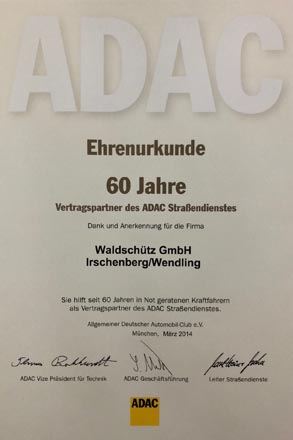 ADAC
Ehrenurkunde
60 Jahre
Vertragspartner des ADAC Straßendienstes
Dank und Anerkennung für die Firma
Waldschütz GmbH
Irschenberg/Wendling
Sie hilft seit 60 Jahren in Not geratenen Kraftfahrern
als Vertragspartner des ADAC Straßendienstes.
Allgemeiner Deutscher Automobil-Club e.V.
München, März 2014
ADAC Vize Präsident für Technik ADAC Geschäftsführung Leiter Straßendienste
ADAC